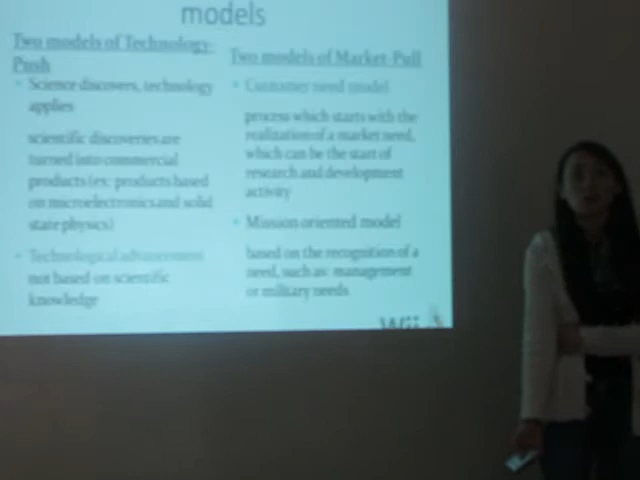 models
Two models of Technology-
Push
Science discovers, technology
applies
scientific discoveries are
turned into commercial
products (ex: products based
on microelectronics and solid
state physics)
Technological advancement
not based on scientific
knowledge
Two models of Market-Pull
Customer need model
process which starts with the
realization of a market need,
which can be the start of
research and development
activity
Mission oriented model
based on the recognition of a
need, such as: management
or military needs
Wii